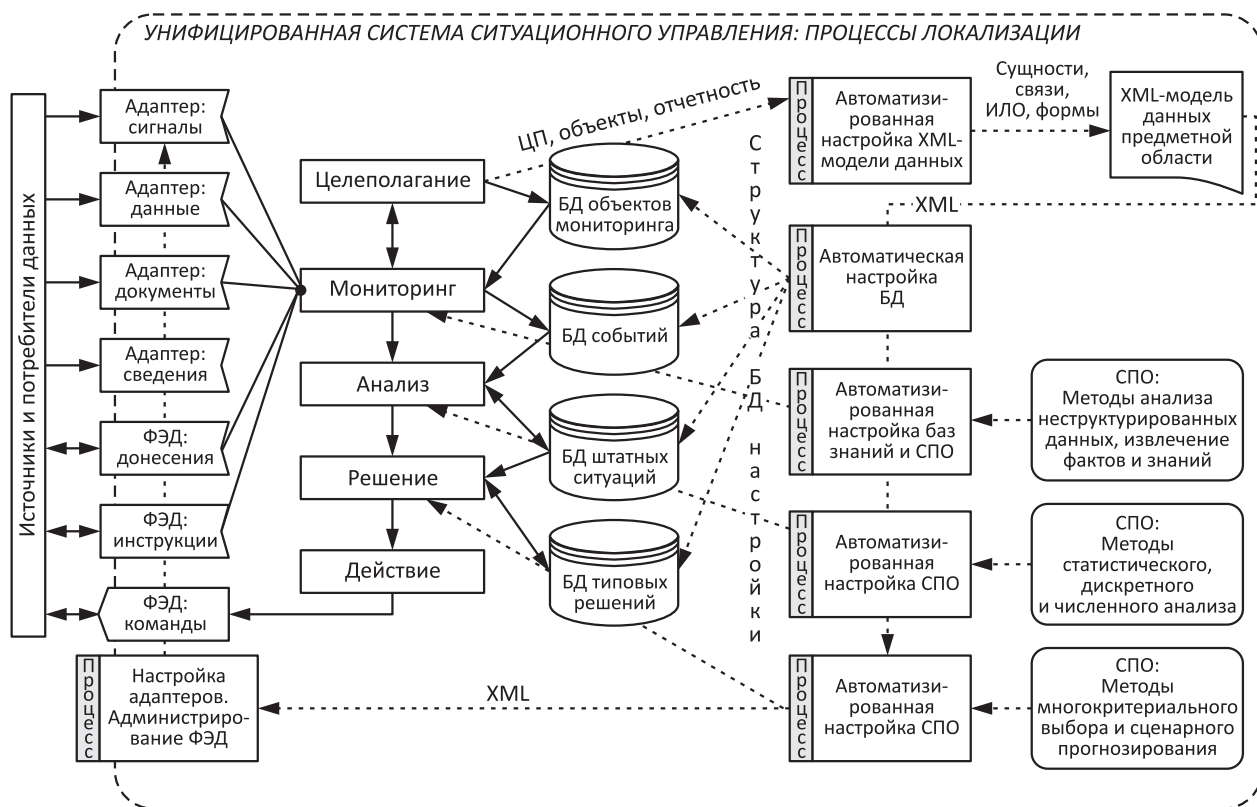 УНИФИЦИРОВАННАЯ СИСТЕМА СИТУАЦИОННОГО УПРАВЛЕНИЯ: ПРОЦЕССЫ ЛОКАЛИЗАЦИИ
Источники и потребители данных
Адаптер:
сигналы
Адаптер:
данные
Адаптер:
документы
Адаптер:
сведения
ФЭД:
донесения
ФЭД:
инструкции
ФЭД:
команды
Процесс
Настройка
адаптеров.
Администриро-
вание ФЭД
Целеполагание
Мониторинг
Анализ
Решение
Действие
ЦП, объекты, отчетность
БД объектов
мониторинга
БД событий
БД штатных
ситуаций
БД типовых
решений
Структура БД настройки
Процесс
Автоматизи-
рованная
настройка XML-
модели данных
Сущности,
связи,
ИЛО, формы
XML-модель
данных
предметной
области
XML
Процесс
Автоматическая
настройка
БД
Процесс
Автоматизи-
рованная
настройка баз
знаний и СПО
СПО:
Методы анализа
неструктурированных
данных, извлечение
фактов и знаний
Процесс
Автоматизи-
рованная
настройка СПО
СПО:
Методы
статистического,
дискретного
и численного анализа
Процесс
Автоматизи-
рованная
настройка СПО
СПО:
Методы
многокритериального
выбора и сценарного
прогнозирования
XML